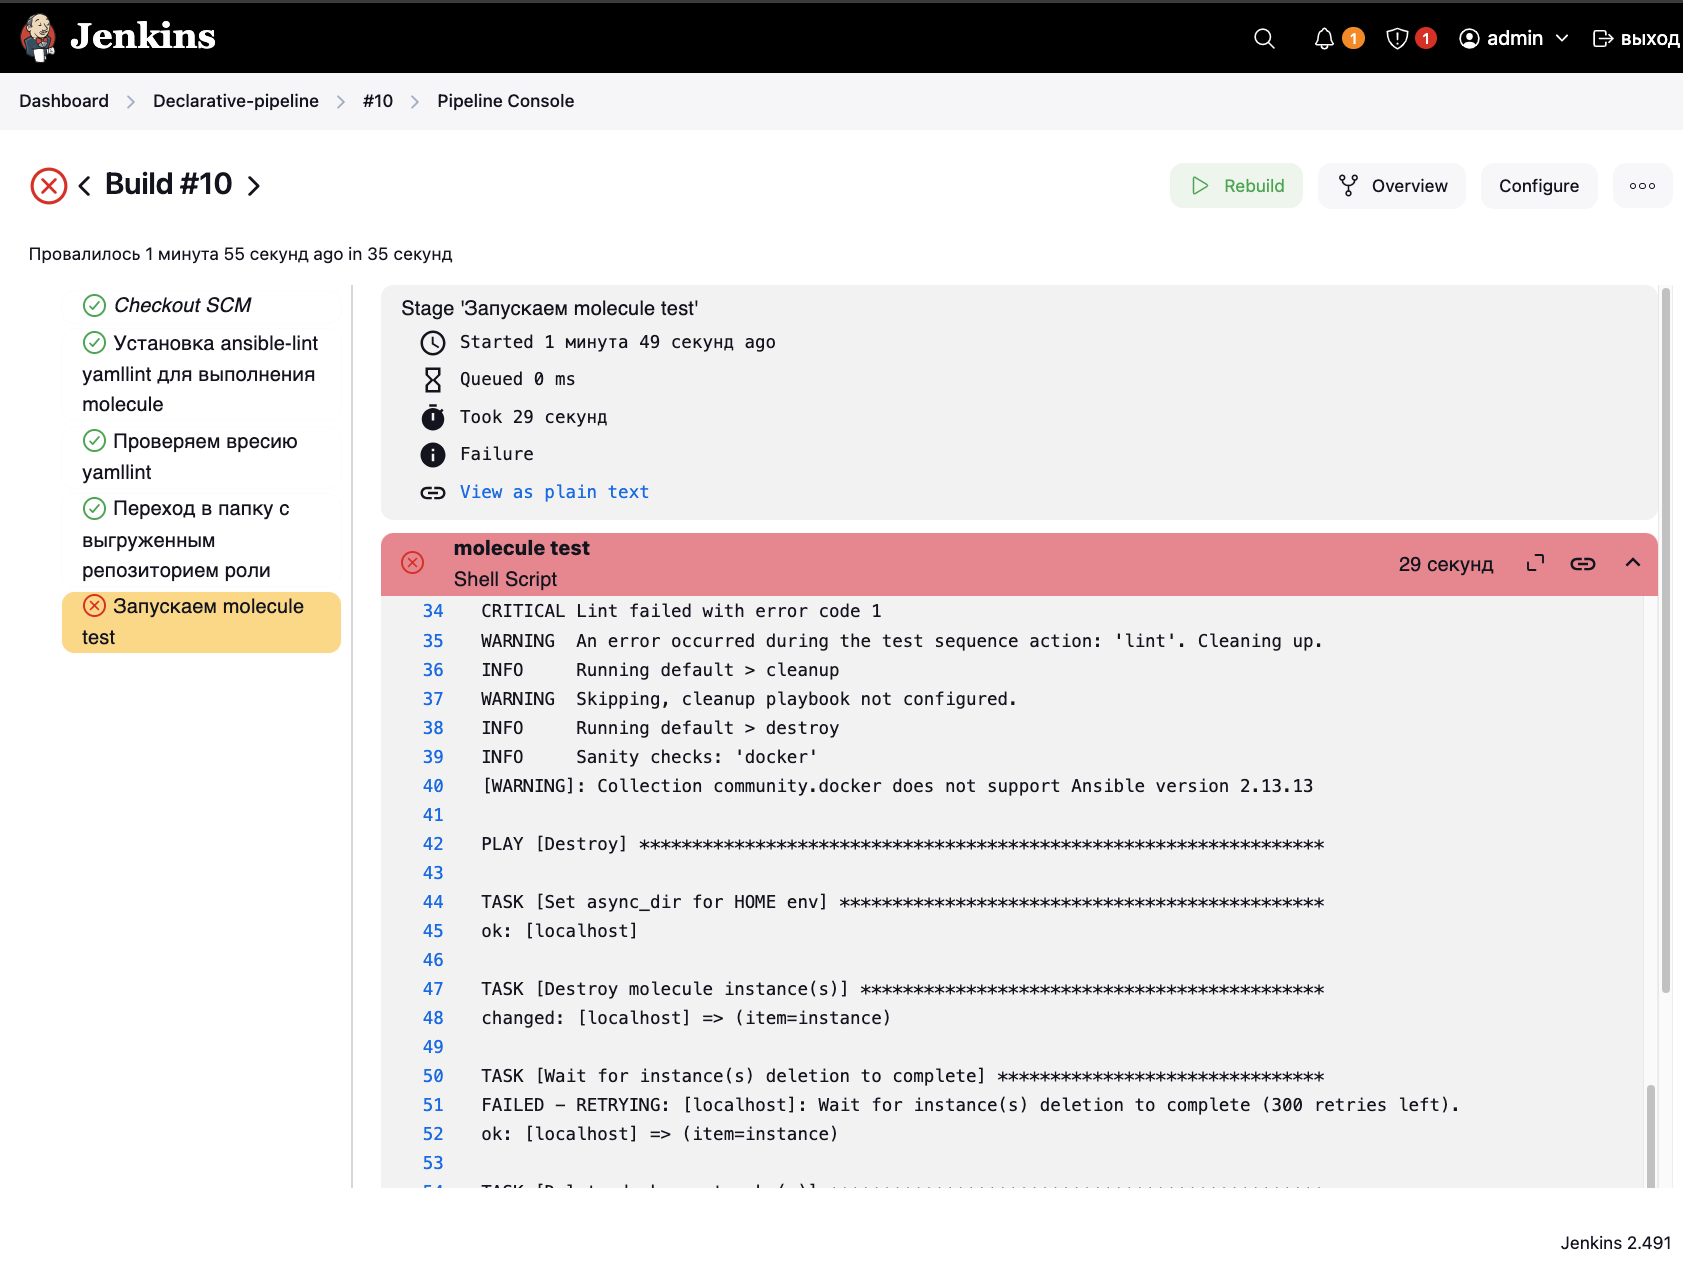 Jenkins
1
1
admin
выход
Dashboard
Declarative-pipeline
#10
Pipeline Console
Build #10
Rebuild
Overview
Configure
Провалилось 1 минута 55 секунд ago in 35 секунд
Checkout SCM
Установка ansible-lint
yamllint для выполнения
molecule
Проверяем вресию
yamllint
Переход в папку с
выгруженным
репозиторием роли
Запускаем molecule
test
Stage 'Запускаем molecule test'
Started 1 минута 49 секунд ago
Queued 0 ms
Took 29 секунд
Failure
View as plain text
molecule test
Shell Script
29 секунд
34 CRITICAL Lint failed with error code 1
35 WARNING  An error occurred during the test sequence action: 'lint'. Cleaning up.
36 INFO     Running default > cleanup
37 WARNING  Skipping, cleanup playbook not configured.
38 INFO     Running default > destroy
39 INFO     Sanity checks: 'docker'
40 [WARNING]: Collection community.docker does not support Ansible version 2.13.13
41
42 PLAY [Destroy] *****************************************************************
43
44 TASK [Set async_dir for HOME env] **********************************************
45 ok: [localhost]
46
47 TASK [Destroy molecule instance(s)] ********************************************
48 changed: [localhost] => (item=instance)
49
50 TASK [Wait for instance(s) deletion to complete] *******************************
51 FAILED - RETRYING: [localhost]: Wait for instance(s) deletion to complete (300 retries left).
52 ok: [localhost] => (item=instance)
53
Jenkins 2.491